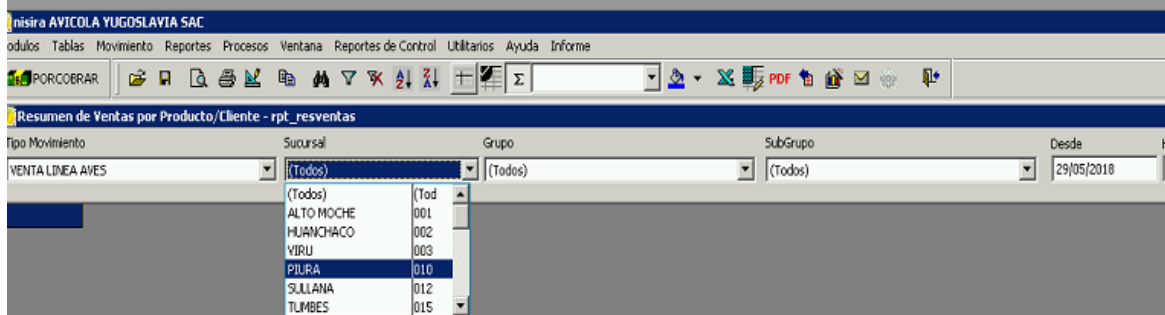 nisira AVICOLA YUGOSLAVIA SAC
odulos Tablas Movimiento Reportes Procesos Ventana Reportes de Control Utilitarios Ayuda Informe
PORCOBRAR Σ PDF
Resumen de Ventas por Producto/Cliente - rpt_resventas
Tipo Movimiento Sucursal Grupo SubGrupo Desde
VENTA LINEA AVES (Todos) (Todos) (Todos) 29/05/2018
(Todos) (Tod
ALTO MOCHE 001
HUANCHACO 002
VIRU 003
PIURA 010
SULLANA 012
TUMBES 015